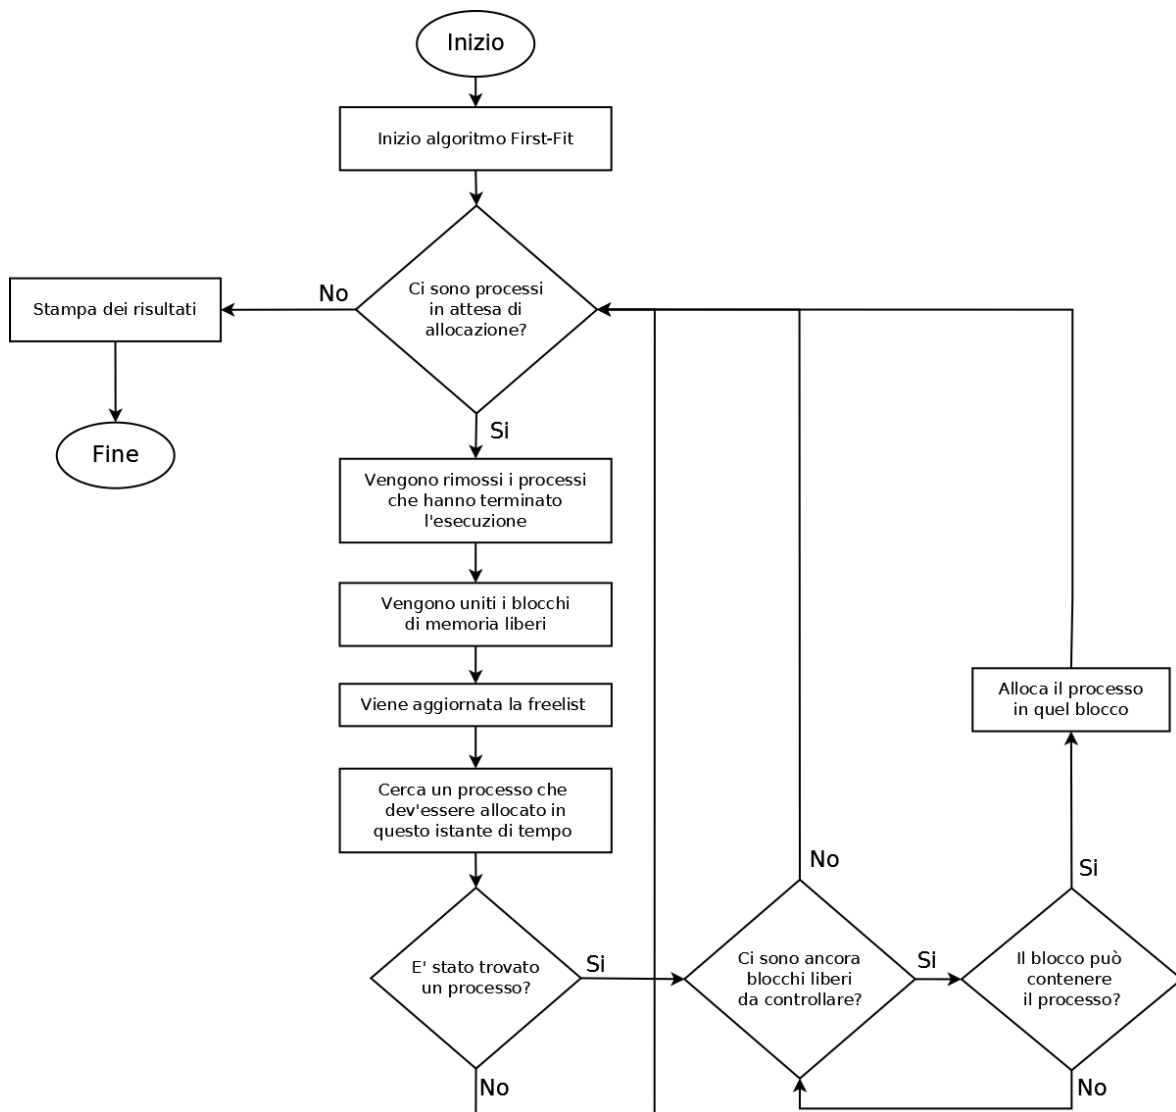 Inizio
Inizio algoritmo First-Fit
Ci sono processi
in attesa di
allocazione?
No
Stampa dei risultati
Fine
Si
Vengono rimossi i processi
che hanno terminato
l'esecuzione
Vengono uniti i blocchi
di memoria liberi
Viene aggiornata la freelist
Cerca un processo che
dev'essere allocato in
questo istante di tempo
E' stato trovato
un processo?
Si
No
Ci sono ancora
blocchi liberi
da controllare?
No
Si
Il blocco può
contenere
il processo?
Si
No
Alloca il processo
in quel blocco